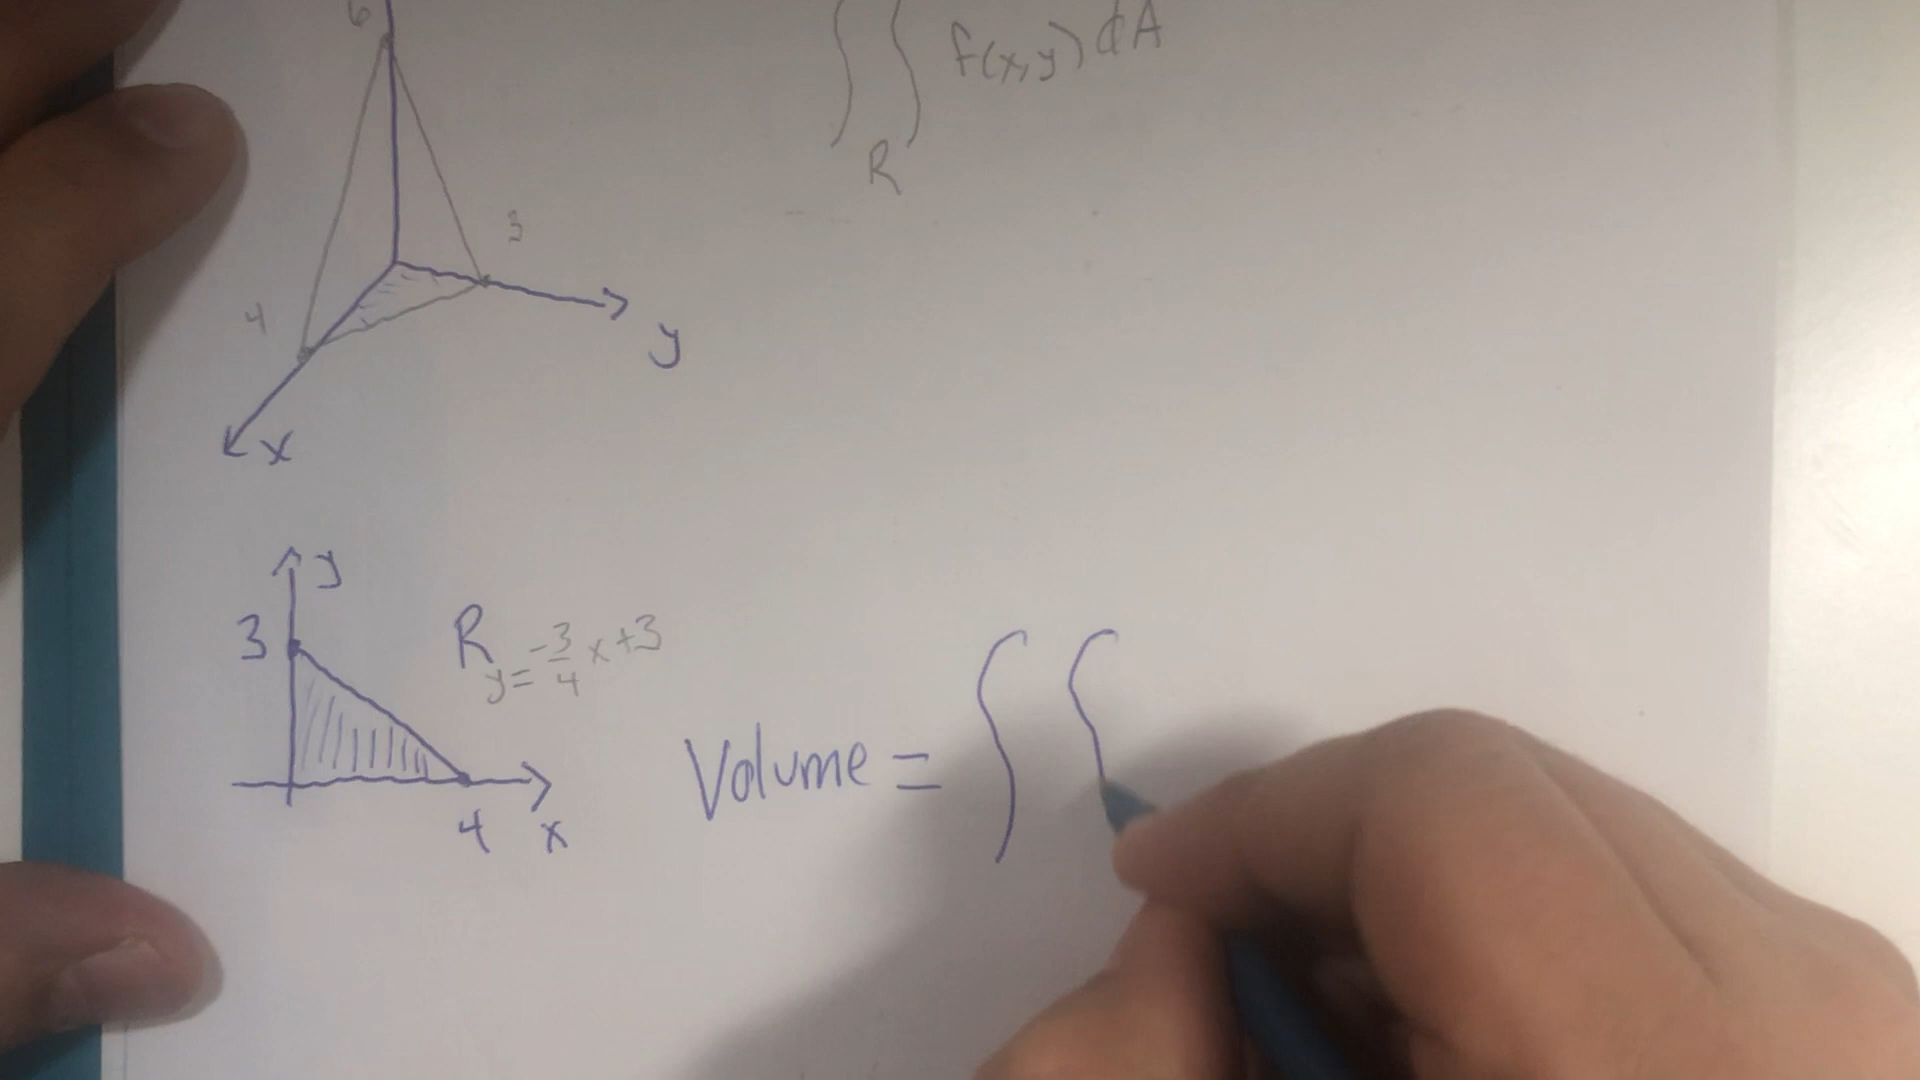 6
∫∫ f(x,y) dA
R
3
4
y
x
y
3
R
y = -3/4 x + 3
Volume = ∫ ∫
4 x